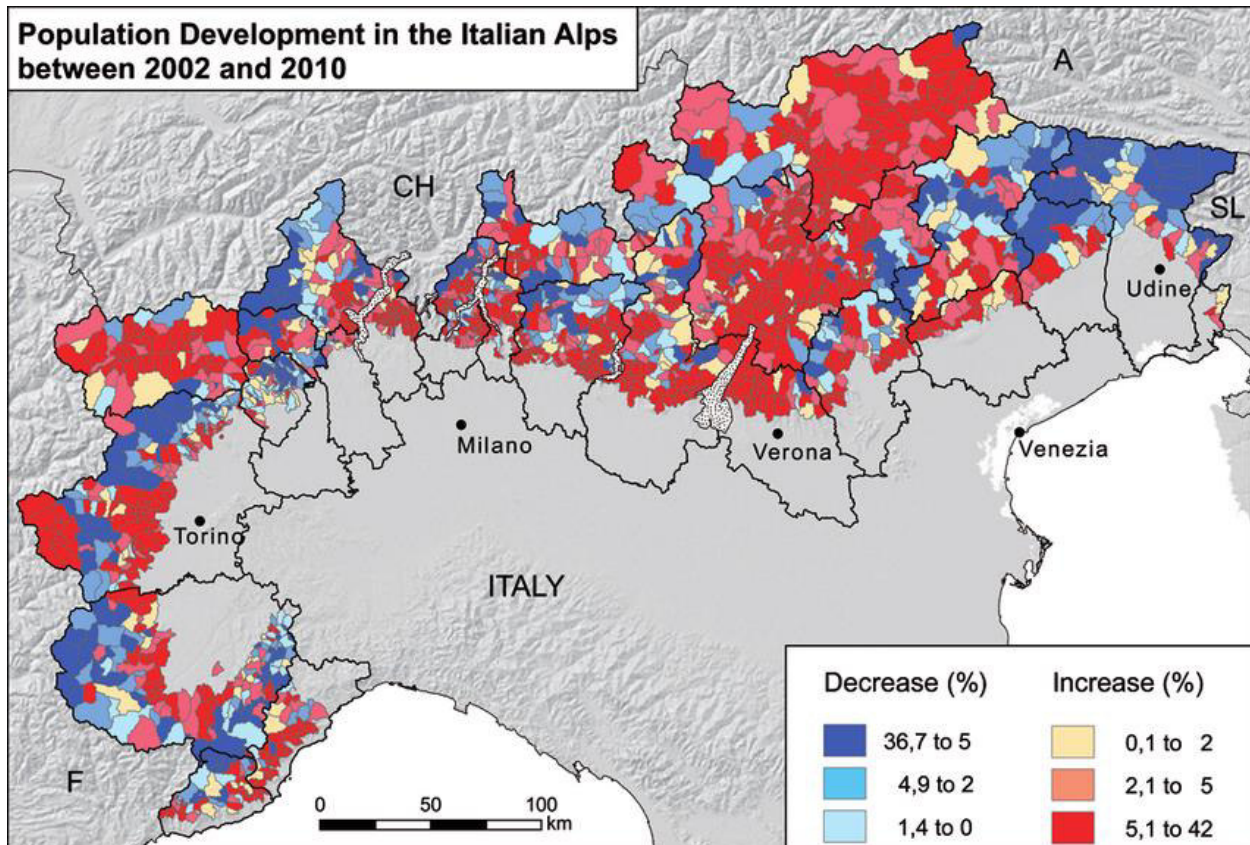 Population Development in the Italian Alps
between 2002 and 2010
A
CH
SL
Udine
Milano
Verona
Venezia
Torino
ITALY
F
0 50 100
km
Decrease (%) Increase (%)
36,7 to 5 0,1 to 2
4,9 to 2 2,1 to 5
1,4 to 0 5,1 to 42